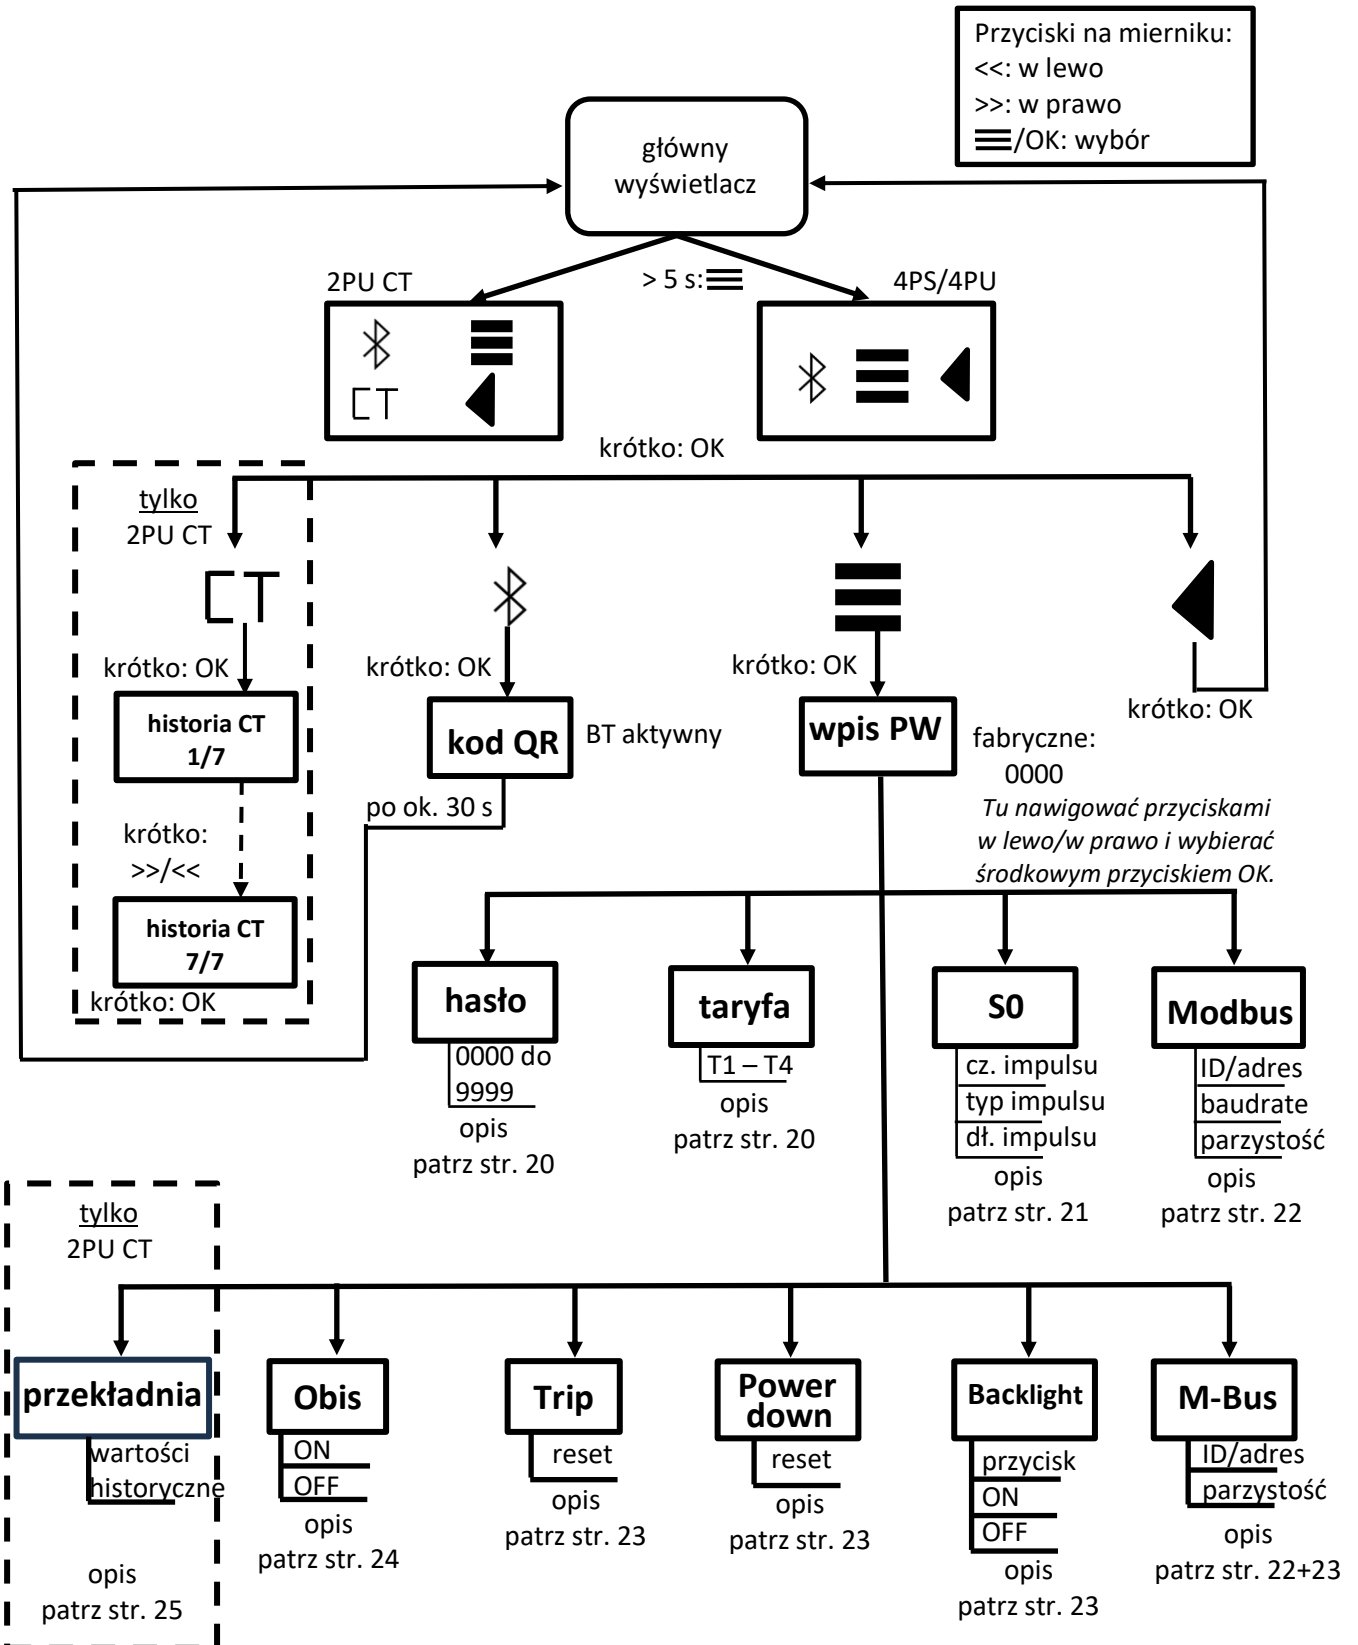 Przyciski na mierniku:
<<: w lewo
>>: w prawo
/OK: wybór
główny
wyświetlacz
2PU CT
> 5 s:
4PS/4PU
CT
krótko: OK
tylko
2PU CT
CT
krótko: OK
krótko: OK
krótko: OK
krótko: OK
historia CT
1/7
kod QR
BT aktywny
wpis PW
fabryczne:
0000
po ok. 30 s
Tu nawigować przyciskami
w lewo/w prawo i wybierać
środkowym przyciskiem OK.
krótko:
>>/<<
historia CT
7/7
krótko: OK
hasło
0000 do
9999
opis
patrz str. 20
taryfa
T1 – T4
opis
patrz str. 20
S0
cz. impulsu
typ impulsu
dł. impulsu
opis
patrz str. 21
Modbus
ID/adres
baudrate
parzystość
opis
patrz str. 22
tylko
2PU CT
przekładnia
wartości
historyczne
opis
patrz str. 25
Obis
ON
OFF
opis
patrz str. 24
Trip
reset
opis
patrz str. 23
Power
down
reset
opis
patrz str. 23
Backlight
przycisk
ON
OFF
opis
patrz str. 23
M-Bus
ID/adres
parzystość
opis
patrz str. 22+23